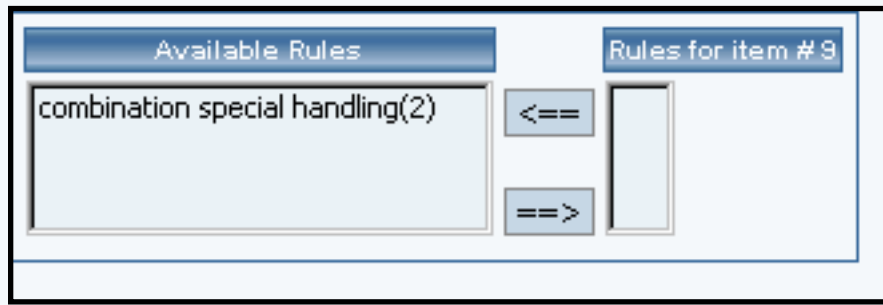 Available Rules
Rules for item # 9
combination special handling(2)
<==
==>